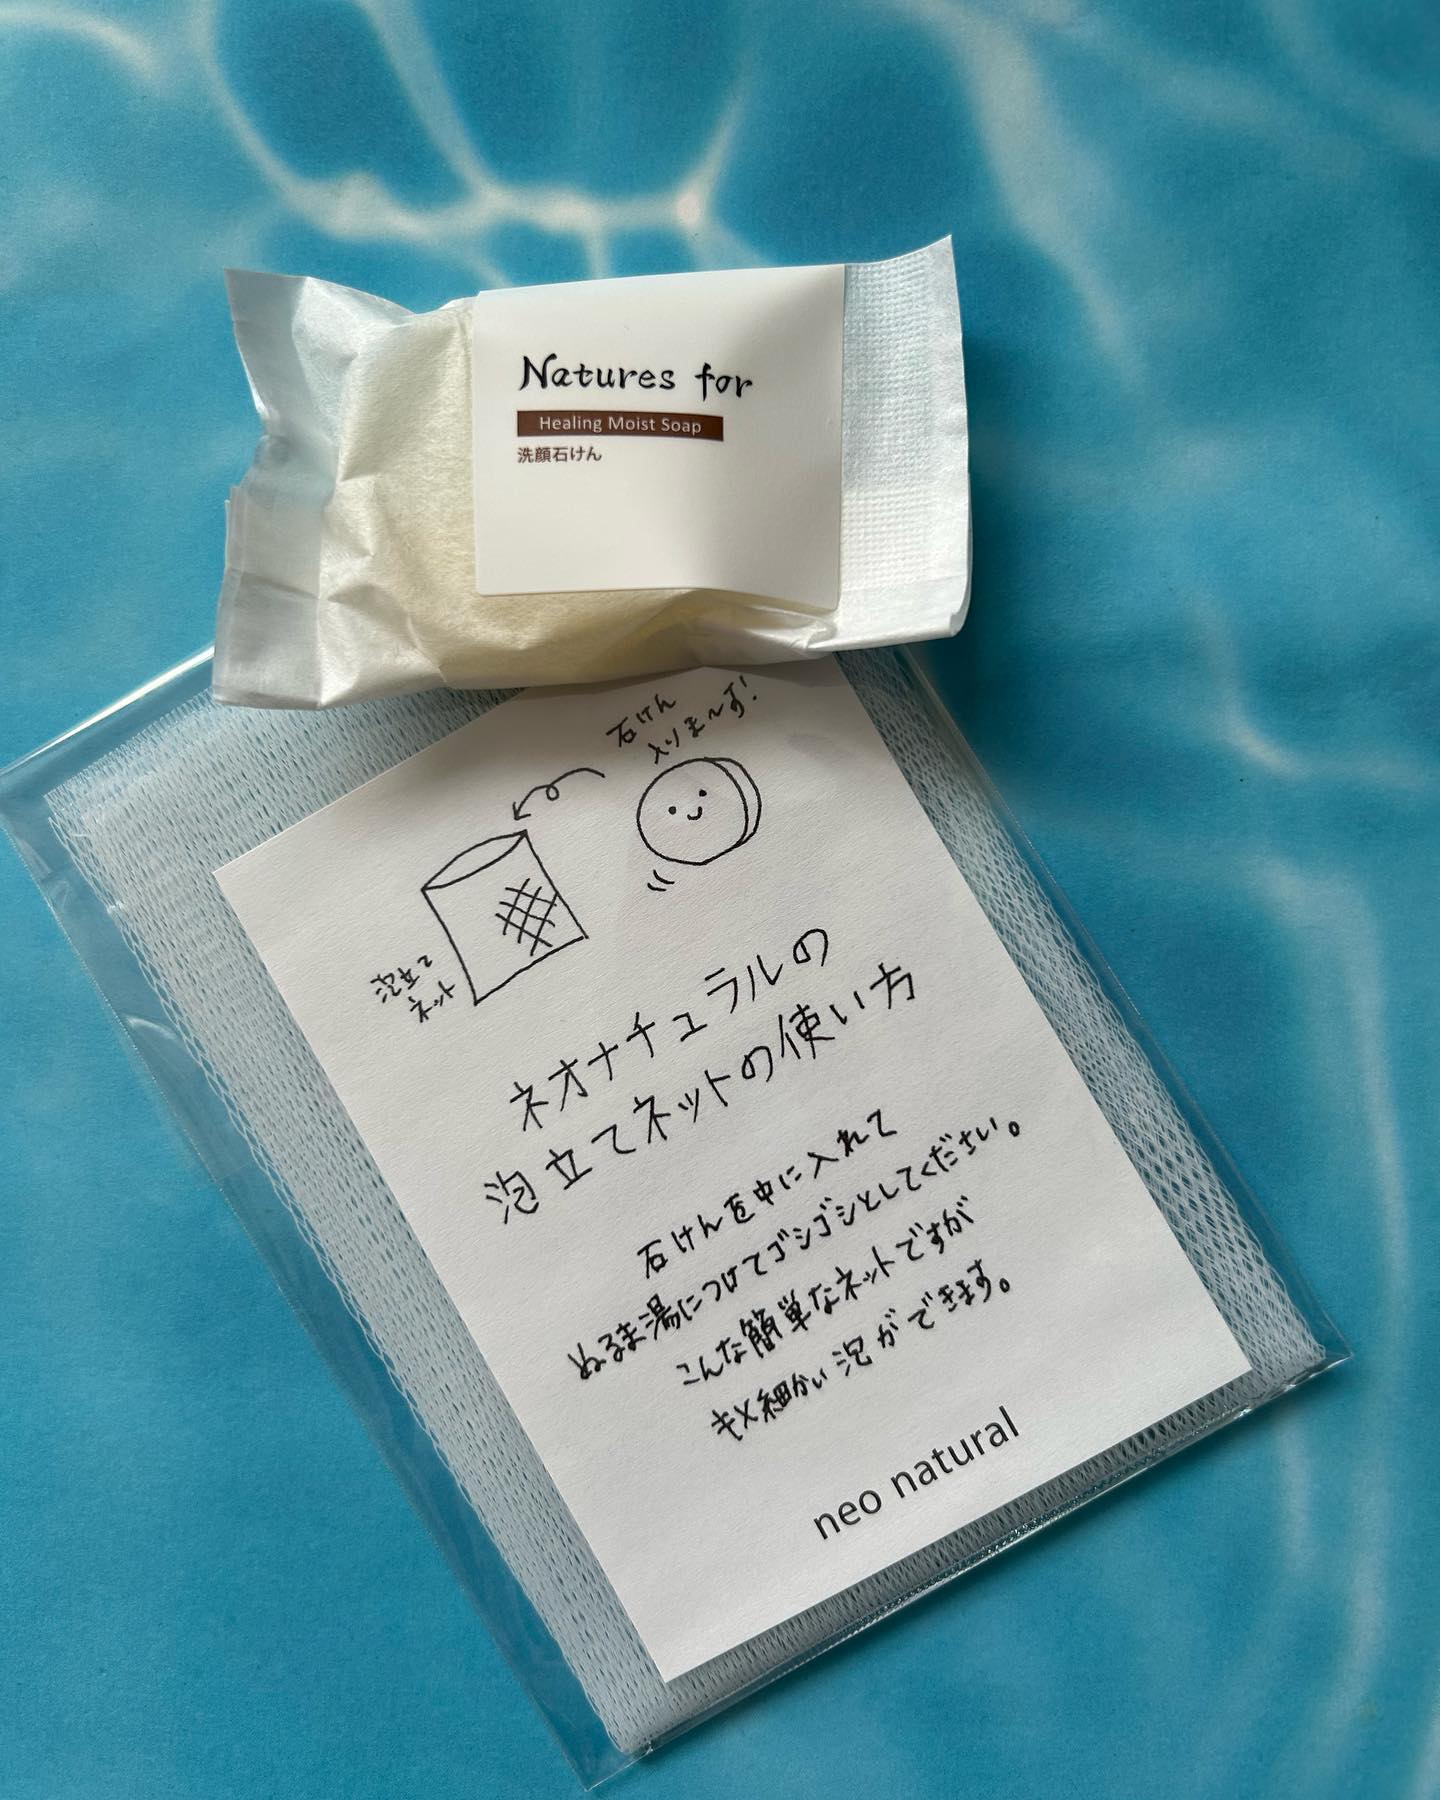 Natures for
Healing Moist Soap
洗顔石けん
石けん
入りま〜す!
泡立て
ネット
ネオナチュラルの
泡立てネットの使い方
石けんを中に入れて
ぬるま湯につけてゴシゴシとしてください。
こんな簡単なネットですが
キメ細かい泡ができます。
neo natural